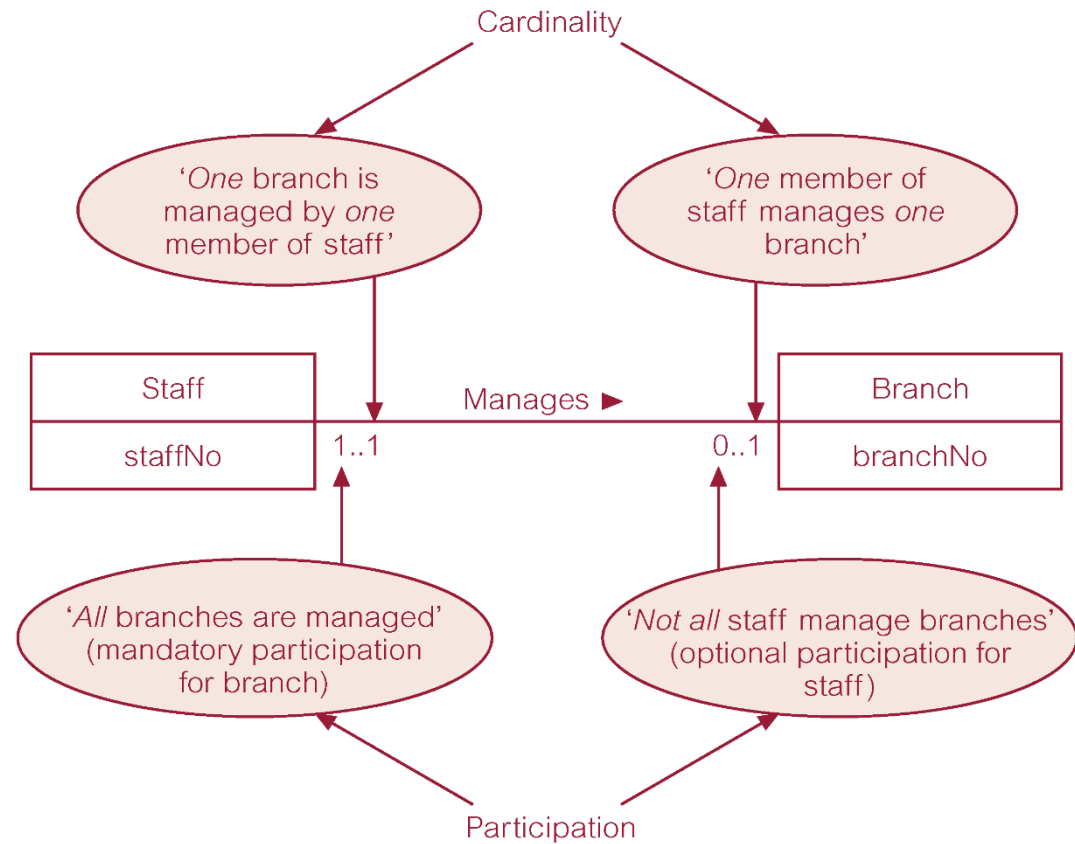 Cardinality
‘One branch is
managed by one
member of staff’
‘One member of
staff manages one
branch’
Staff
staffNo
Manages ►
1..1
0..1
Branch
branchNo
‘All branches are managed’
(mandatory participation
for branch)
‘Not all staff manage branches’
(optional participation for
staff)
Participation